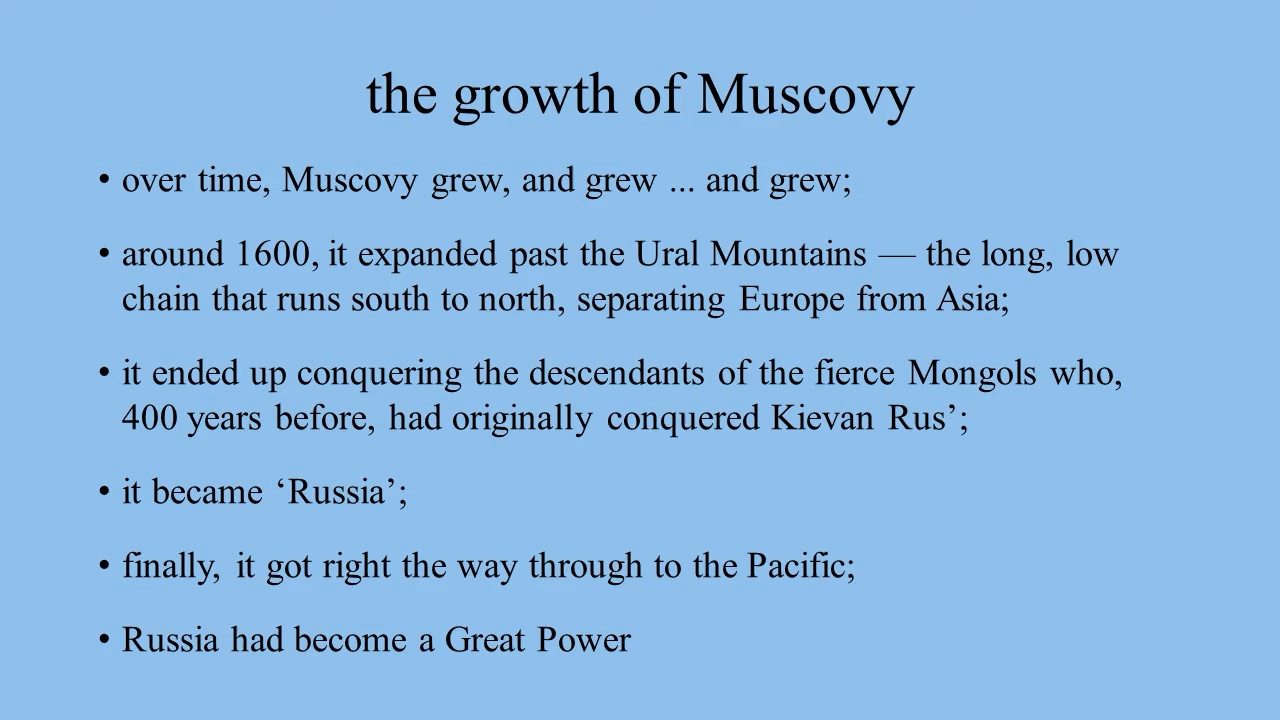 the growth of Muscovy
• over time, Muscovy grew, and grew ... and grew;
• around 1600, it expanded past the Ural Mountains — the long, low
chain that runs south to north, separating Europe from Asia;
• it ended up conquering the descendants of the fierce Mongols who,
400 years before, had originally conquered Kievan Rus’;
• it became ‘Russia’;
• finally, it got right the way through to the Pacific;
• Russia had become a Great Power